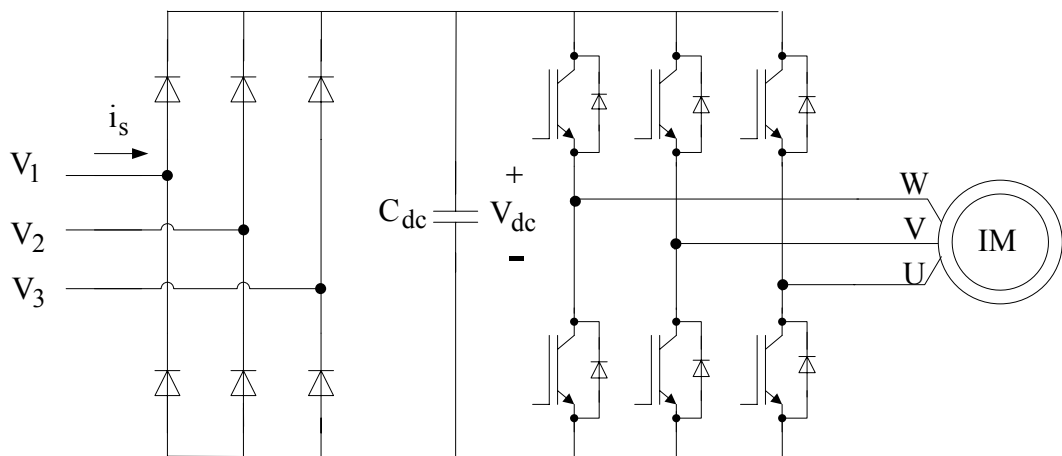 i_s
V_1
V_2
V_3
C_dc
+
V_dc
-
W
V
U
IM